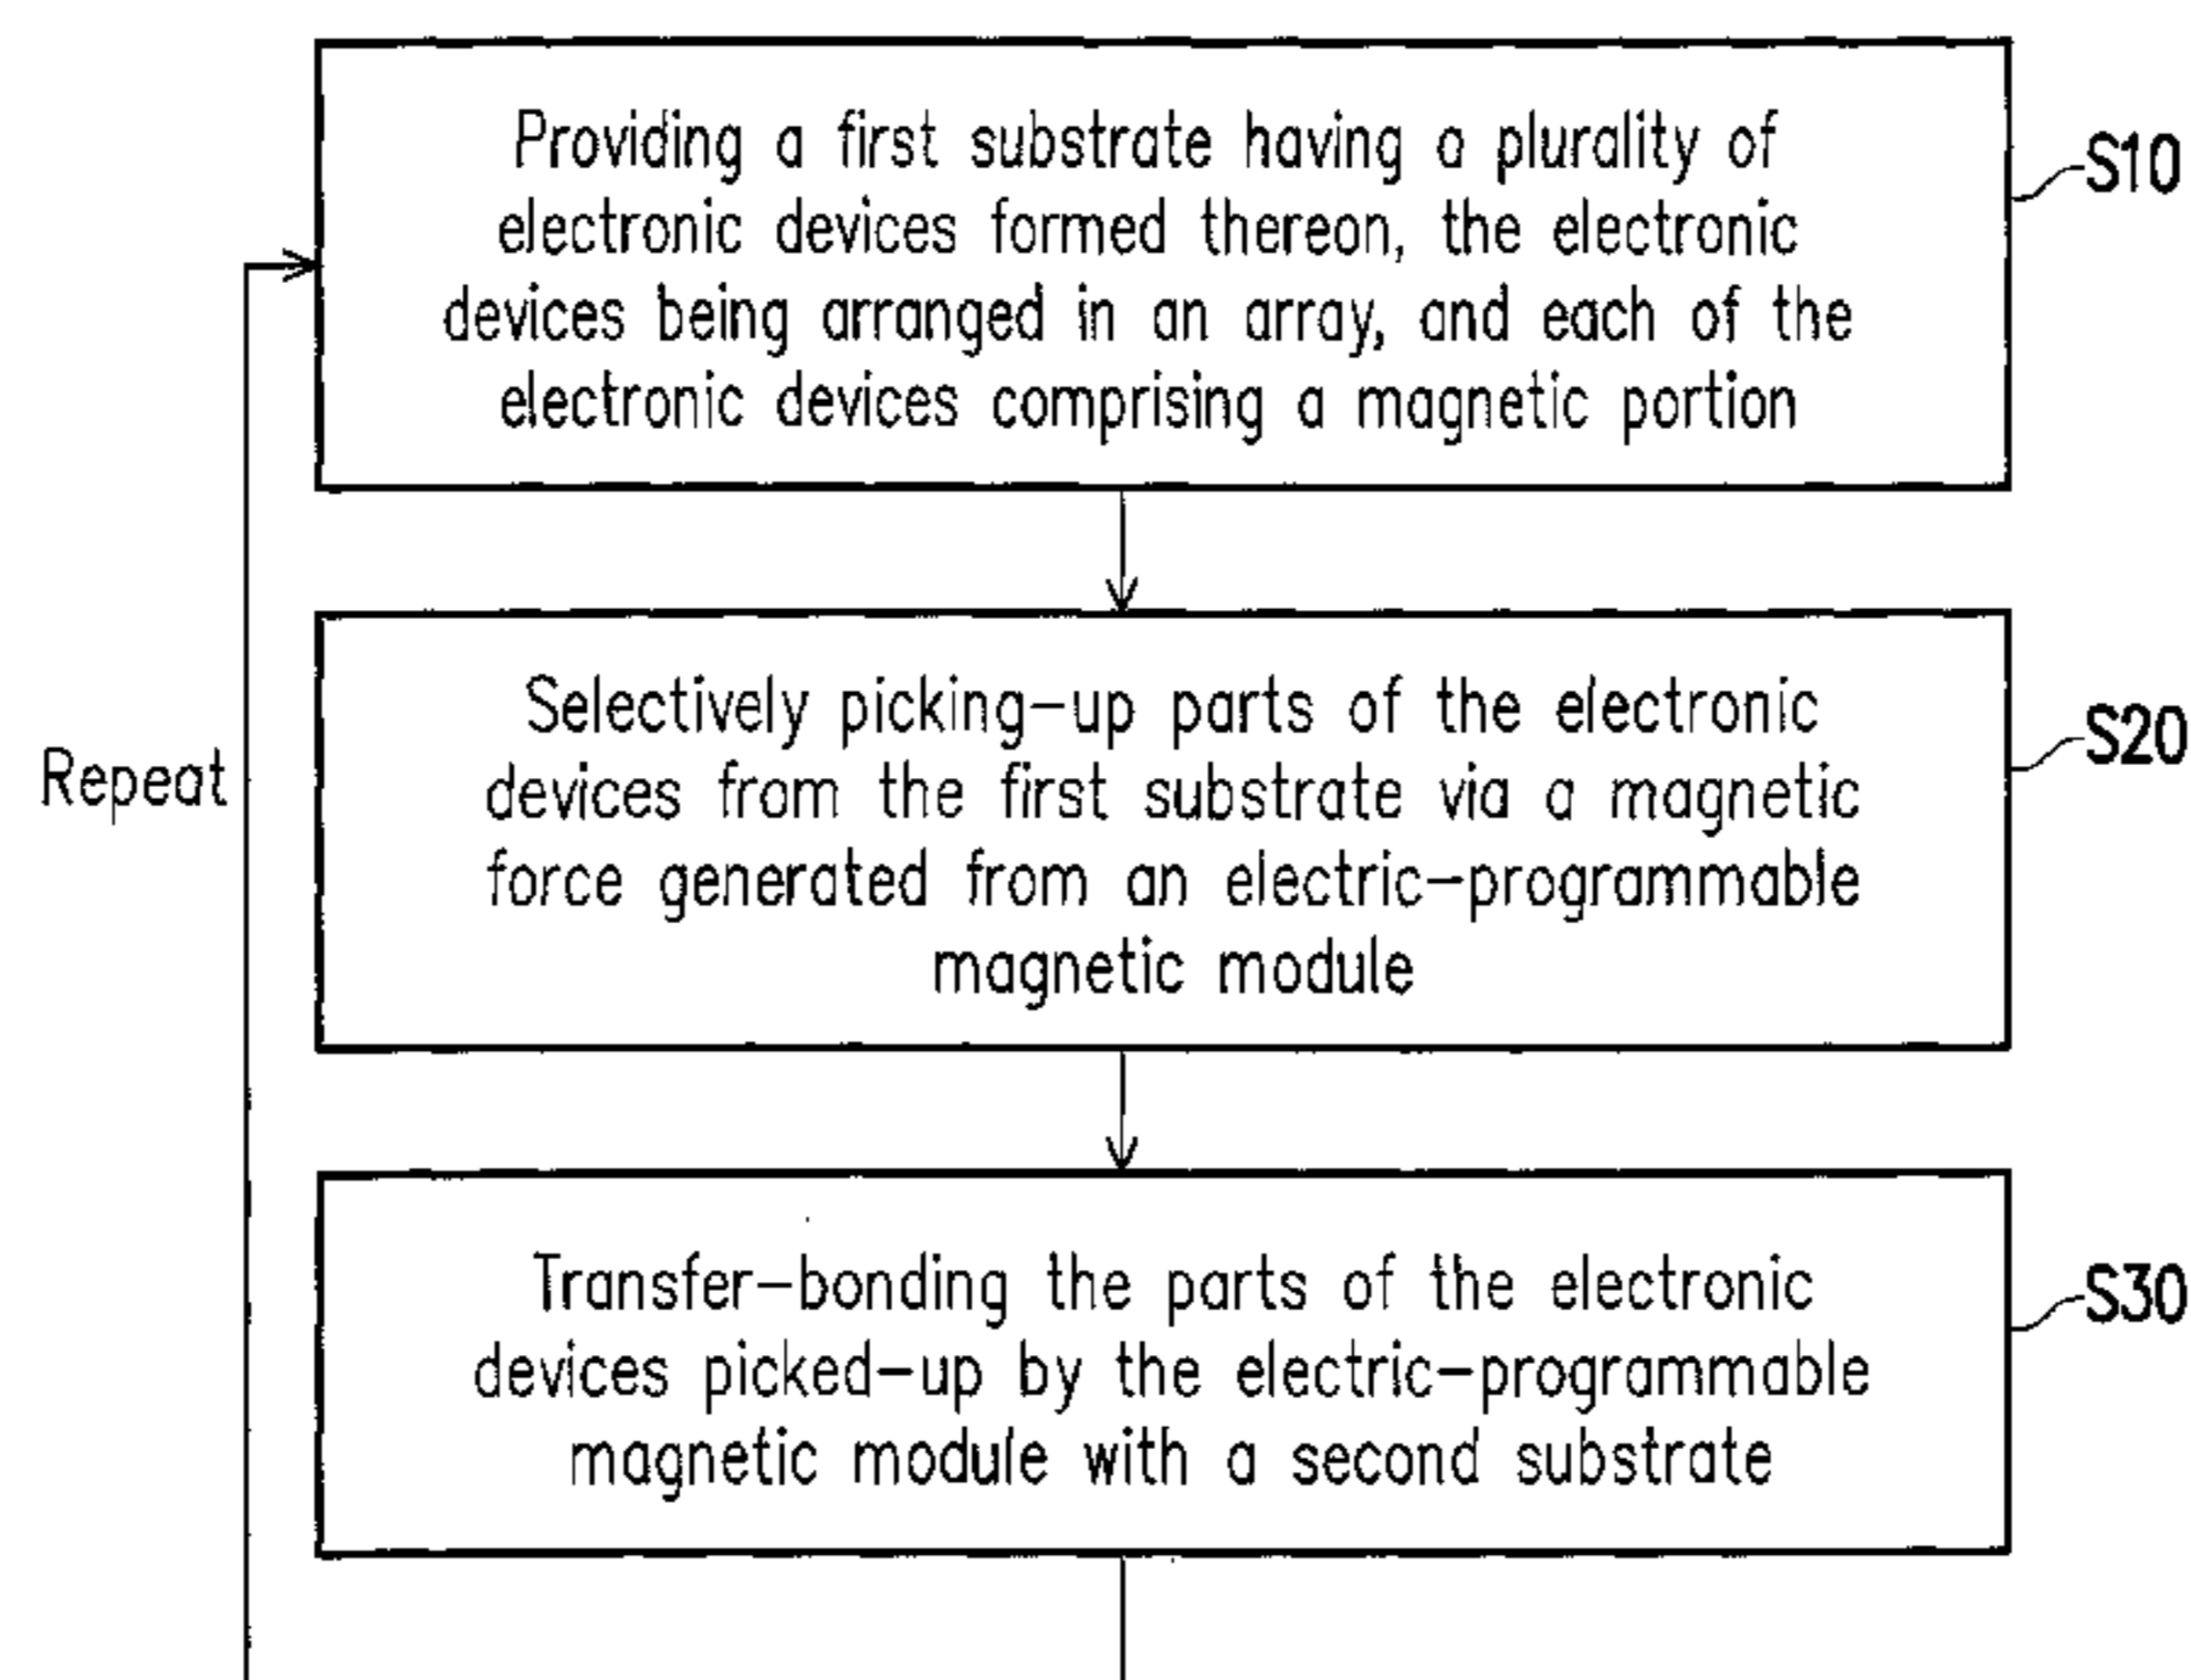 Providing a first substrate having a plurality of
electronic devices formed thereon, the electronic
devices being arranged in an array, and each of the
electronic devices comprising a magnetic portion
S10
Selectively picking-up parts of the electronic
devices from the first substrate via a magnetic
force generated from an electric-programmable
magnetic module
S20
Repeat
Transfer-bonding the parts of the electronic
devices picked-up by the electric-programmable
magnetic module with a second substrate
S30